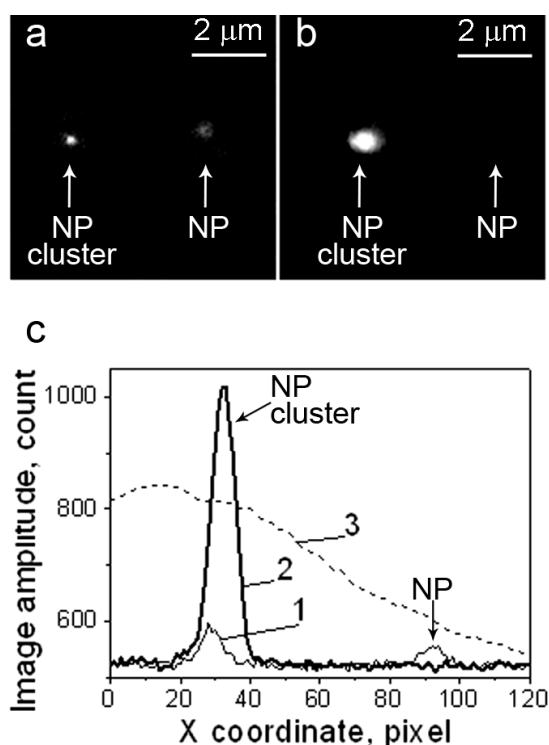 a
2 μm
NP
cluster
NP
b
2 μm
NP
cluster
NP
c
Image amplitude, count
1000
800
600
NP
cluster
3
2
1
NP
0
20
40
60
80
100
120
X coordinate, pixel